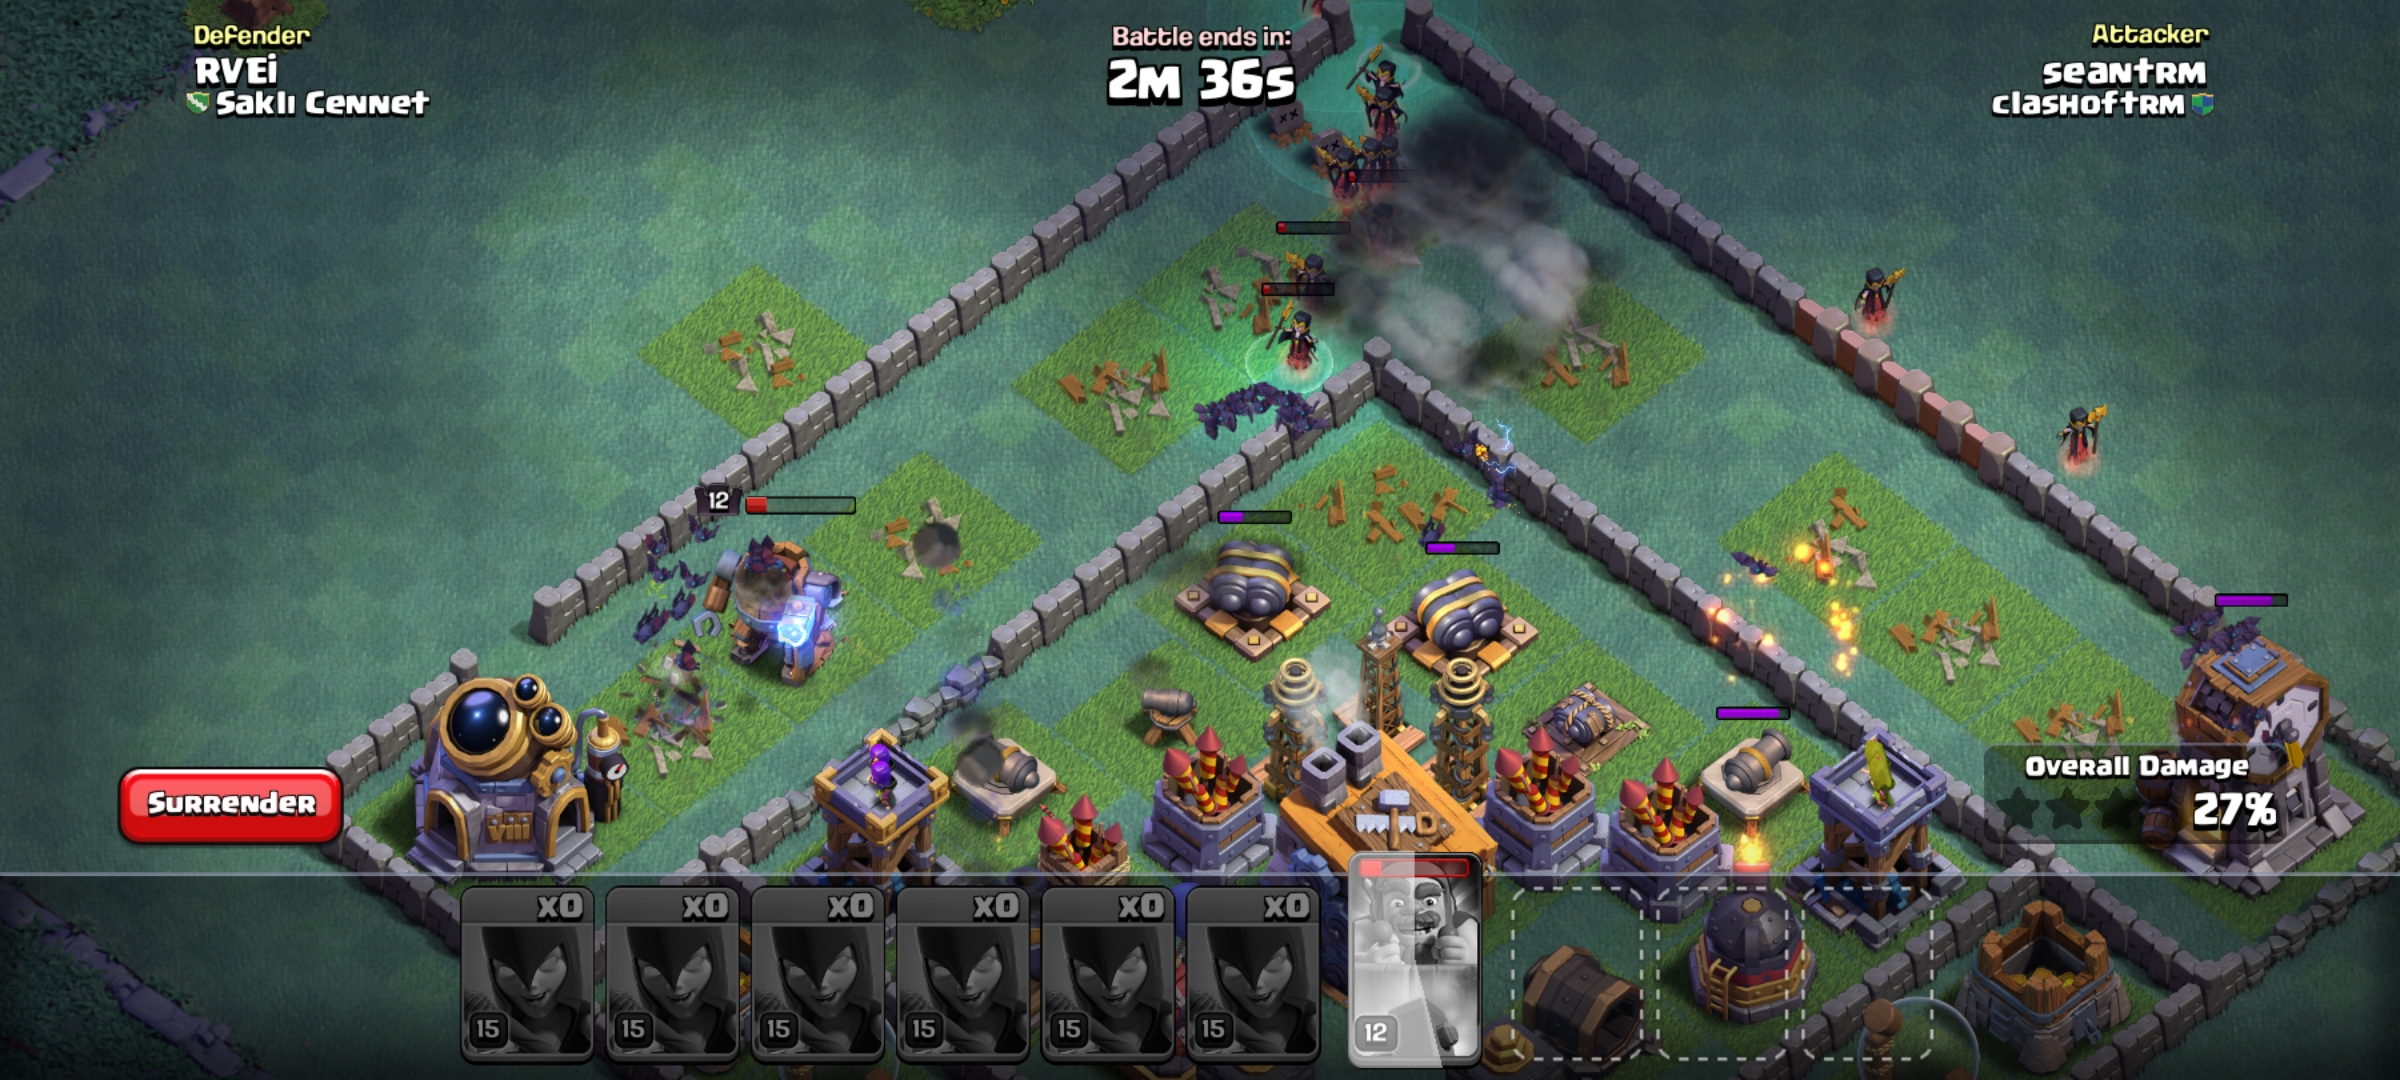 Defender
RVEi
Saklı Cennet
Battle ends in:
2M 36s
Attacker
seantRM
clashoftRM
12
VIII
Surrender
Overall Damage
27%
x0
x0
x0
x0
x0
x0
15
15
15
15
15
15
12